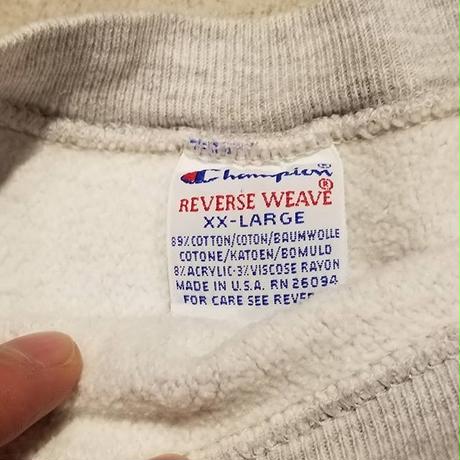 Champion
REVERSE WEAVE®
XX-LARGE
89% COTTON/COTON/BAUMWOLLE
COTONE/KATOEN/BOMULD
8% ACRYLIC-3% VISCOSE RAYON
MADE IN U.S.A. RN 26094
FOR CARE SEE